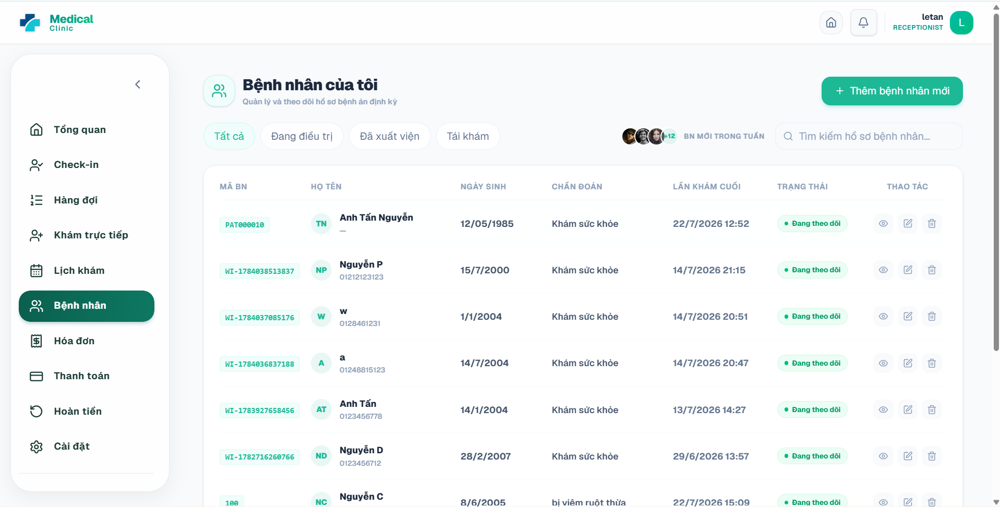 Medical
Clinic
letan
RECEPTIONIST
L
Tổng quan
Check-in
Hàng đợi
Khám trực tiếp
Lịch khám
Bệnh nhân
Hóa đơn
Thanh toán
Hoàn tiền
Cài đặt
Bệnh nhân của tôi
Quản lý và theo dõi hồ sơ bệnh án định kỳ
+ Thêm bệnh nhân mới
Tất cả Đang điều trị Đã xuất viện Tái khám
+12 BN MỚI TRONG TUẦN
Tìm kiếm hồ sơ bệnh nhân...
MÃ BN HỌ TÊN NGÀY SINH CHẨN ĐOÁN LẦN KHÁM CUỐI TRẠNG THÁI THAO TÁC
PAT000010 TN Anh Tấn Nguyễn 12/05/1985 Khám sức khỏe 22/7/2026 12:52 Đang theo dõi
—
WI-1784038513837 NP Nguyễn P 15/7/2000 Khám sức khỏe 14/7/2026 21:15 Đang theo dõi
01212123123
WI-1784037085176 W w 1/1/2004 Khám sức khỏe 14/7/2026 20:51 Đang theo dõi
0128461231
WI-1784036837188 A a 14/7/2004 Khám sức khỏe 14/7/2026 20:47 Đang theo dõi
01248815123
WI-1783927658456 AT Anh Tấn 14/1/2004 Khám sức khỏe 13/7/2026 14:27 Đang theo dõi
0123456778
WI-1782716260766 ND Nguyễn D 28/2/2007 Khám sức khỏe 29/6/2026 13:57 Đang theo dõi
0123456712
100 NC Nguyễn C 8/6/2005 bị viêm ruột thừa 22/7/2026 15:09 Đang theo dõi